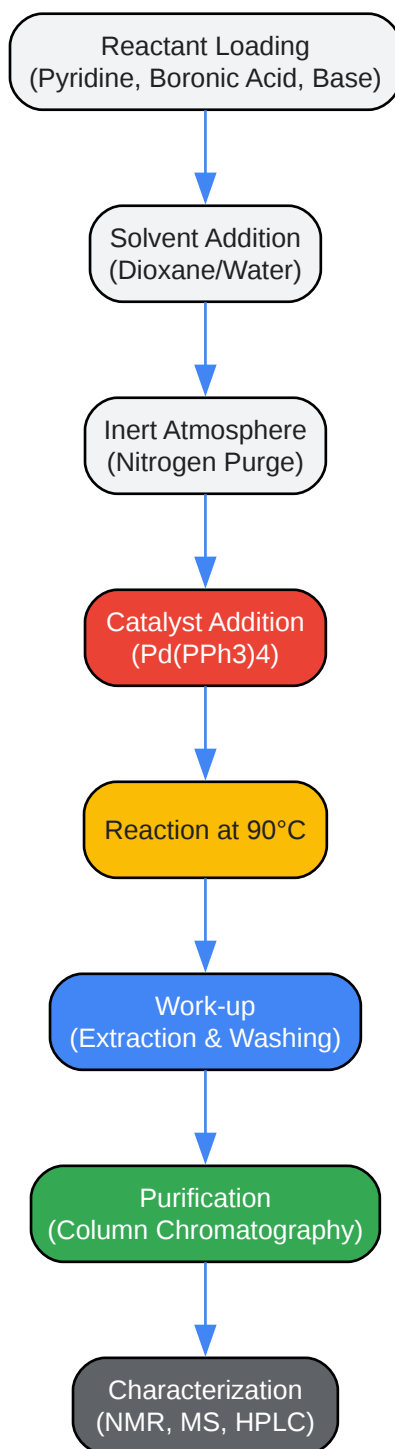 Reactant Loading
(Pyridine, Boronic Acid, Base)
Solvent Addition
(Dioxane/Water)
Inert Atmosphere
(Nitrogen Purge)
Catalyst Addition
(Pd(PPh3)4)
Reaction at 90°C
Work-up
(Extraction & Washing)
Purification
(Column Chromatography)
Characterization
(NMR, MS, HPLC)